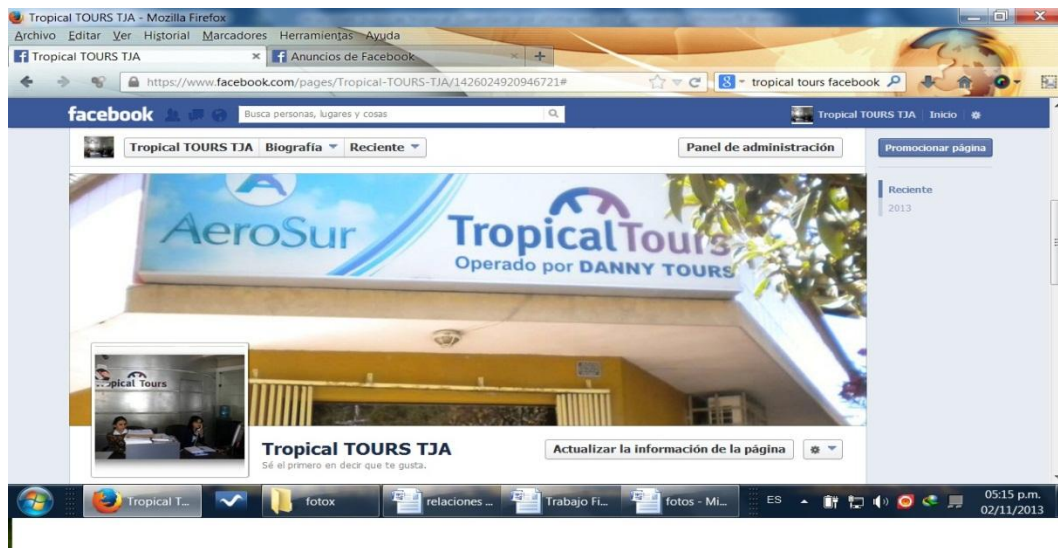 Tropical TOURS TJA - Mozilla Firefox
Archivo Editar Ver Historial Marcadores Herramientas Ayuda
Tropical TOURS TJA
Anuncios de Facebook
https://www.facebook.com/pages/Tropical-TOURS-TJA/1426024920946721#
tropical tours facebook
facebook
Busca personas, lugares y cosas
Tropical TOURS TJA Inicio
Tropical TOURS TJA Biografía Reciente
Panel de administración
Promocionar página
Reciente
2013
AeroSur
TropicalTours
Operado por DANNY TOURS
Tropical Tours
Tropical TOURS TJA
Sé el primero en decir que te gusta.
Actualizar la información de la página
Tropical T...
fotox
relaciones ...
Trabajo Fi...
fotos - Mi...
ES
05:15 p.m.
02/11/2013